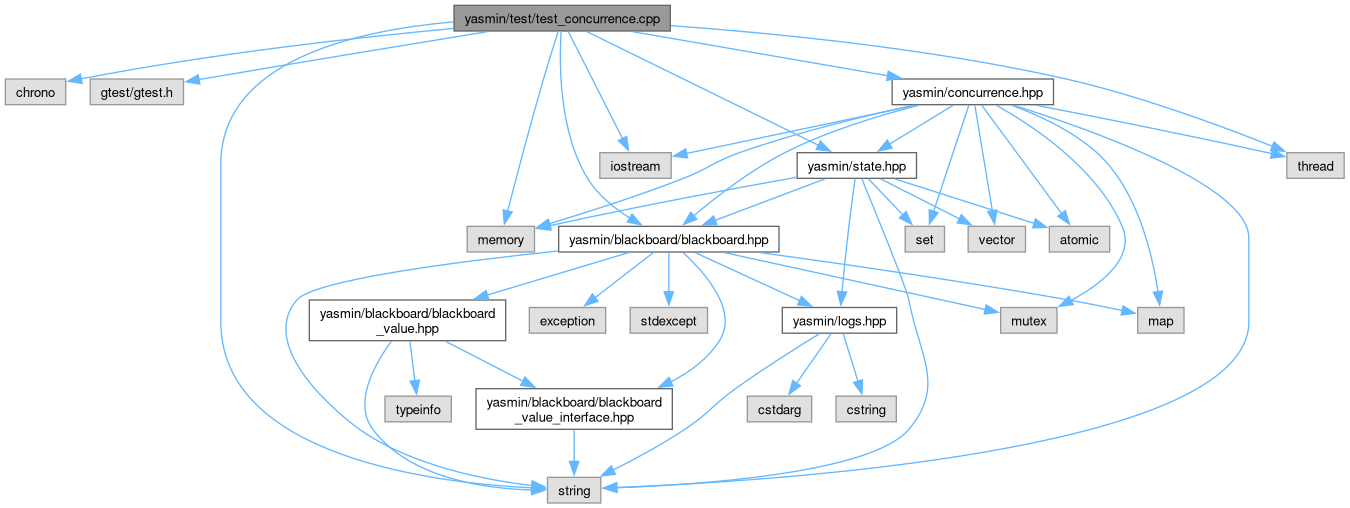 yasmin/test/test_concurrence.cpp
chrono
gtest/gtest.h
yasmin/concurrence.hpp
iostream
yasmin/state.hpp
thread
memory
yasmin/blackboard/blackboard.hpp
set
vector
atomic
yasmin/blackboard/blackboard
_value.hpp
exception
stdexcept
yasmin/logs.hpp
mutex
map
typeinfo
yasmin/blackboard/blackboard
_value_interface.hpp
cstdarg
cstring
string